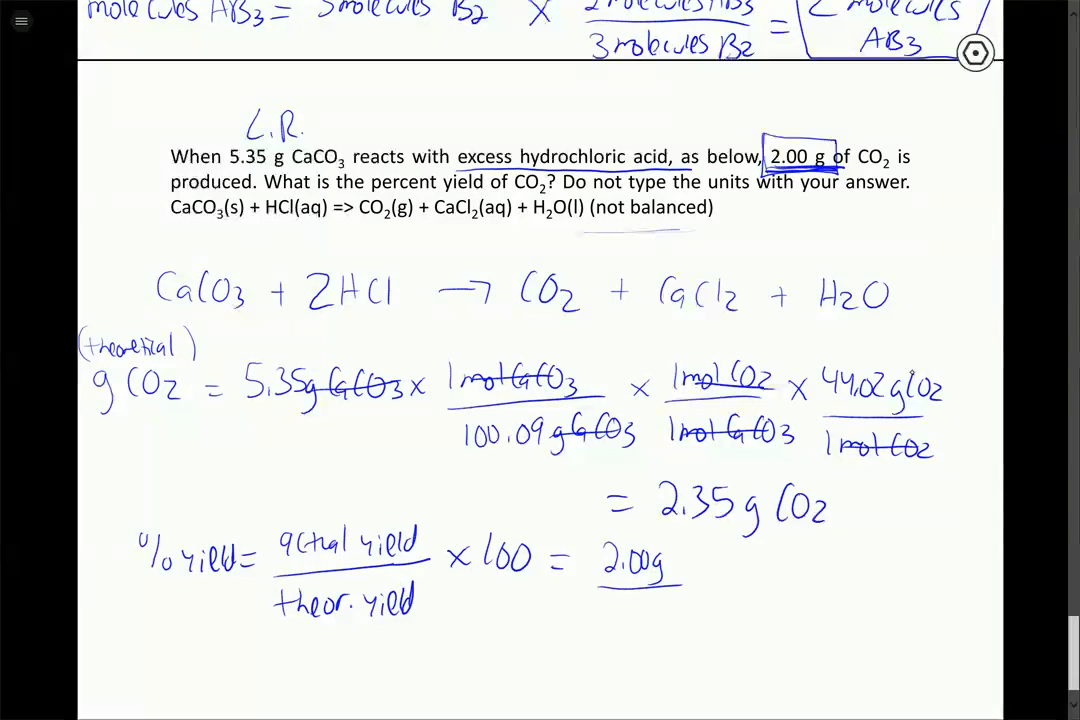 molecules AB3 = 3 molecules B2 × 2 molecules AB3 / 3 molecules B2 = 2 molecules AB3
L.R.
When 5.35 g CaCO3 reacts with excess hydrochloric acid, as below, 2.00 g of CO2 is
produced. What is the percent yield of CO2? Do not type the units with your answer.
CaCO3(s) + HCl(aq) => CO2(g) + CaCl2(aq) + H2O(l) (not balanced)
CaCO3 + 2HCl → CO2 + CaCl2 + H2O
(theoretical)
g CO2 = 5.35g CaCO3 × 1 mol CaCO3 / 100.09 g CaCO3 × 1 mol CO2 / 1 mol CaCO3 × 44.02 g CO2 / 1 mol CO2
= 2.35 g CO2
% yield = actual yield / theor. yield × 100 = 2.00g